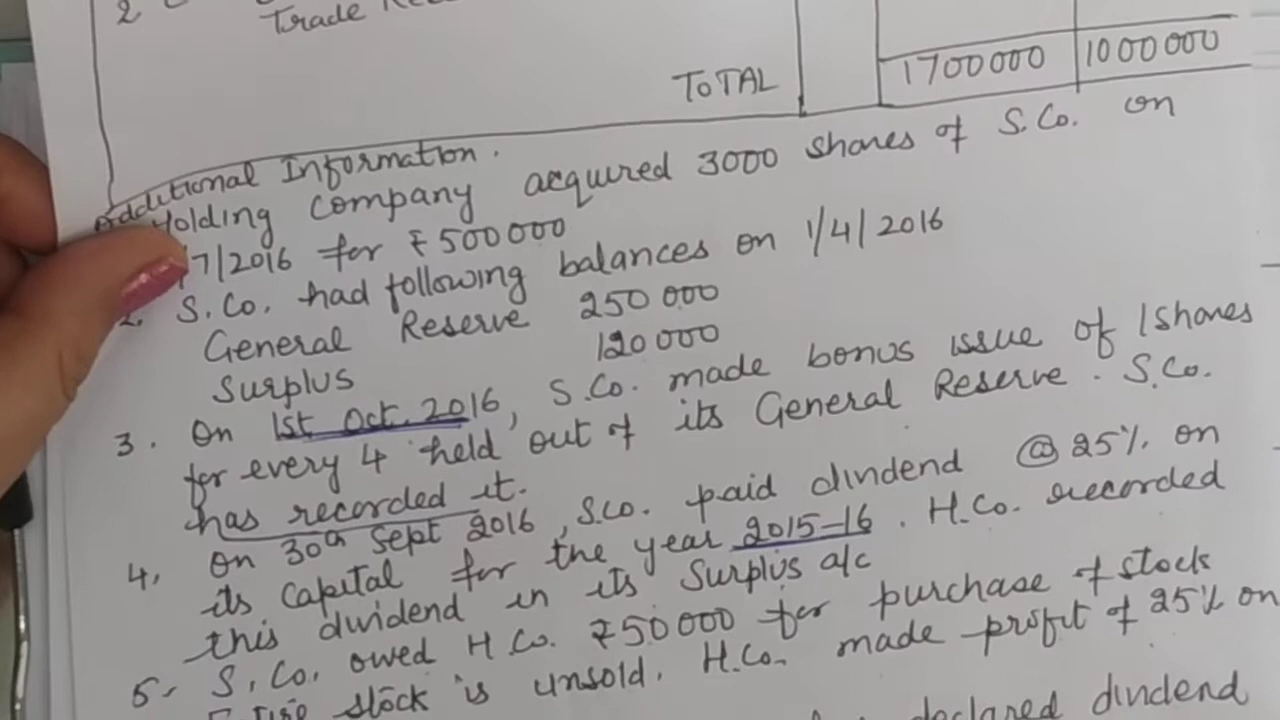 2
Trade
TOTAL 1700000 1000000
Additional Information.
Holding Company acquired 3000 shares of S.Co. on
/7/2016 for ₹500000
2. S.Co. had following balances on 1/4/2016
General Reserve 250000
Surplus 120000
3. On 1st Oct. 2016, S.Co. made bonus issue of 1 shares
for every 4 held out of its General Reserve. S.Co.
has recorded it.
4. On 30th Sept 2016, S.Co. paid dividend @ 25% on
its capital for the year 2015-16. H.Co. recorded
this dividend in its Surplus a/c
5- S.Co. owed H Co. ₹50000 for purchase of stock
stock is unsold. H.Co. made profit of 25% on
declared dividend